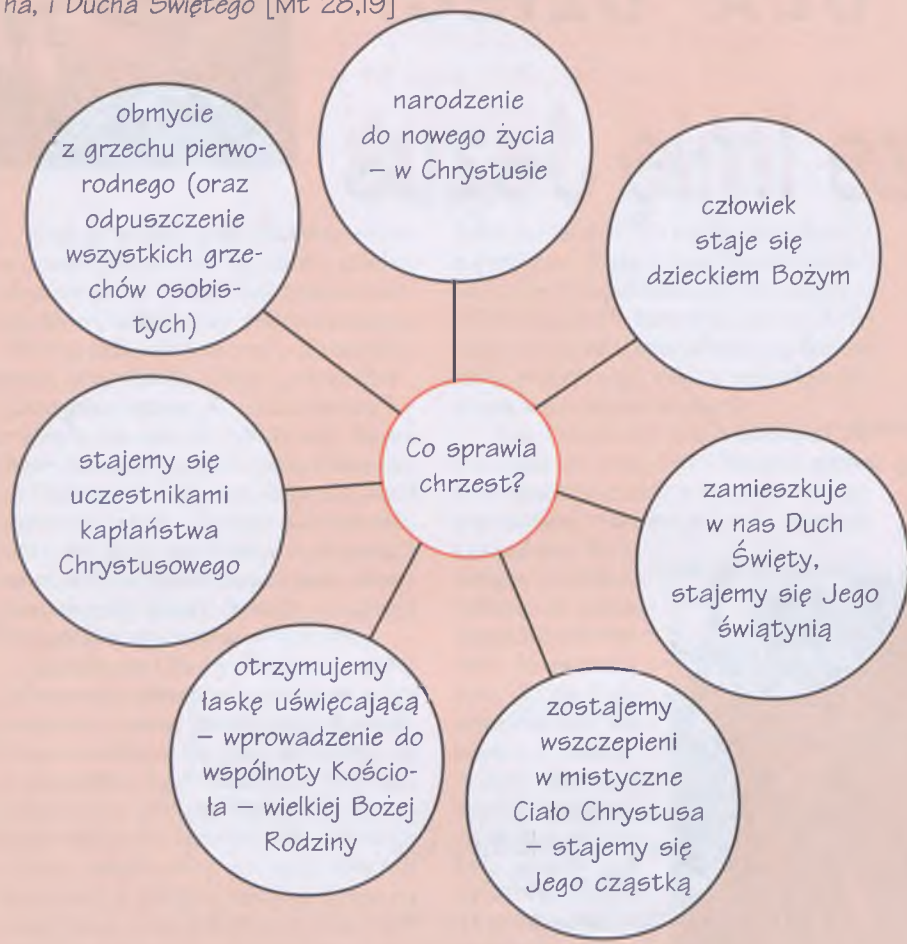 na, i Ducha Świętego [Mt 28,19]
narodzenie
do nowego życia
– w Chrystusie
obmycie
z grzechu pierwo-
rodnego (oraz
odpuszczenie
wszystkich grze-
chów osobis-
tych)
człowiek
staje się
dzieckiem Bożym
Co sprawia
chrzest?
stajemy się
uczestnikami
kapłaństwa
Chrystusowego
zamieszkuje
w nas Duch
Święty,
stajemy się Jego
świątynią
otrzymujemy
łaskę uświęcającą
– wprowadzenie do
wspólnoty Kościo-
ła – wielkiej Bożej
Rodziny
zostajemy
wszczepieni
w mistyczne
Ciało Chrystusa
– stajemy się
Jego cząstką